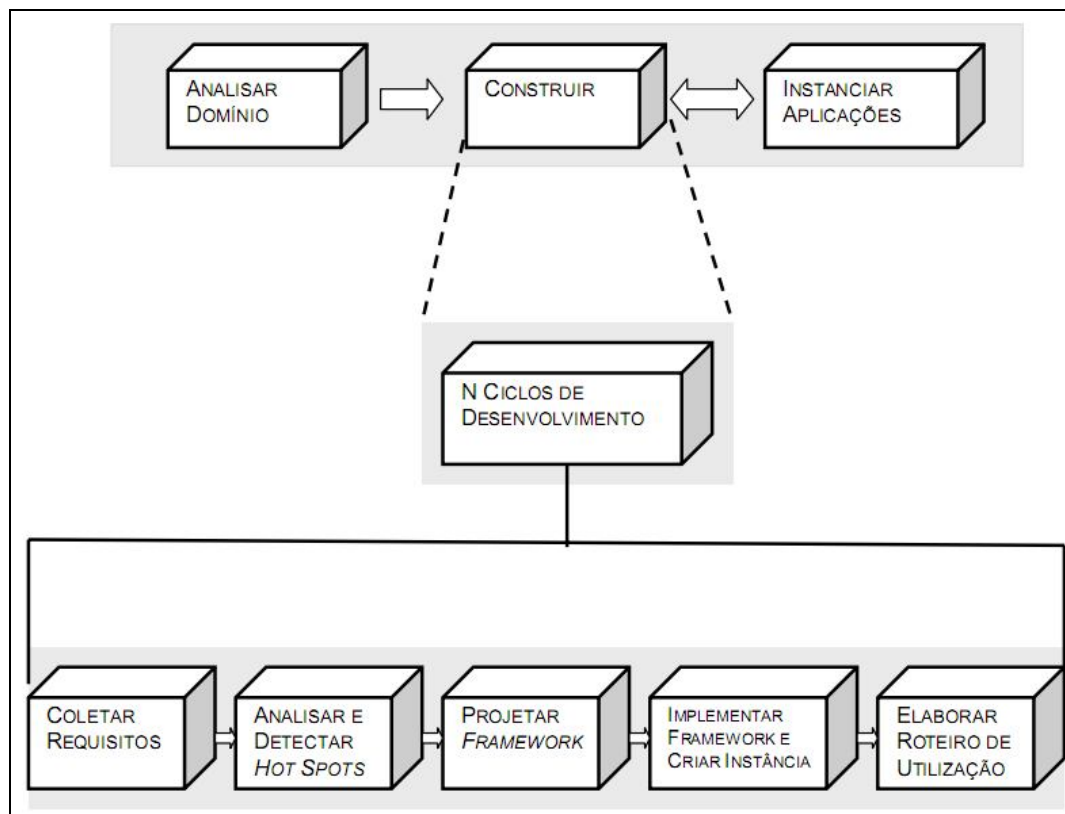 ANALISAR
DOMÍNIO
CONSTRUIR
INSTANCIAR
APLICAÇÕES
N CICLOS DE
DESENVOLVIMENTO
COLETAR
REQUISITOS
ANALISAR E
DETECTAR
HOT SPOTS
PROJETAR
FRAMEWORK
IMPLEMENTAR
FRAMEWORK E
CRIAR INSTÂNCIA
ELABORAR
ROTEIRO DE
UTILIZAÇÃO